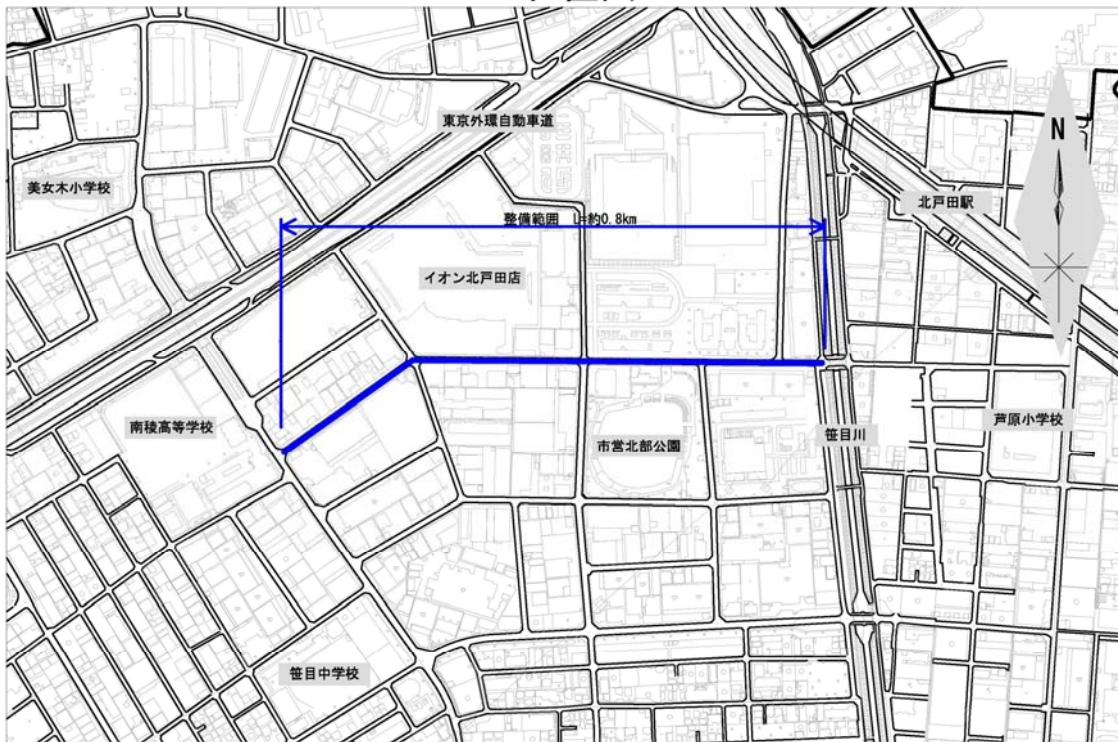 東京外環自動車道
N
美女木小学校
北戸田駅
整備範囲 L=約0.8km
イオン北戸田店
南稜高等学校
市営北部公園
笹目川
芦原小学校
笹目中学校